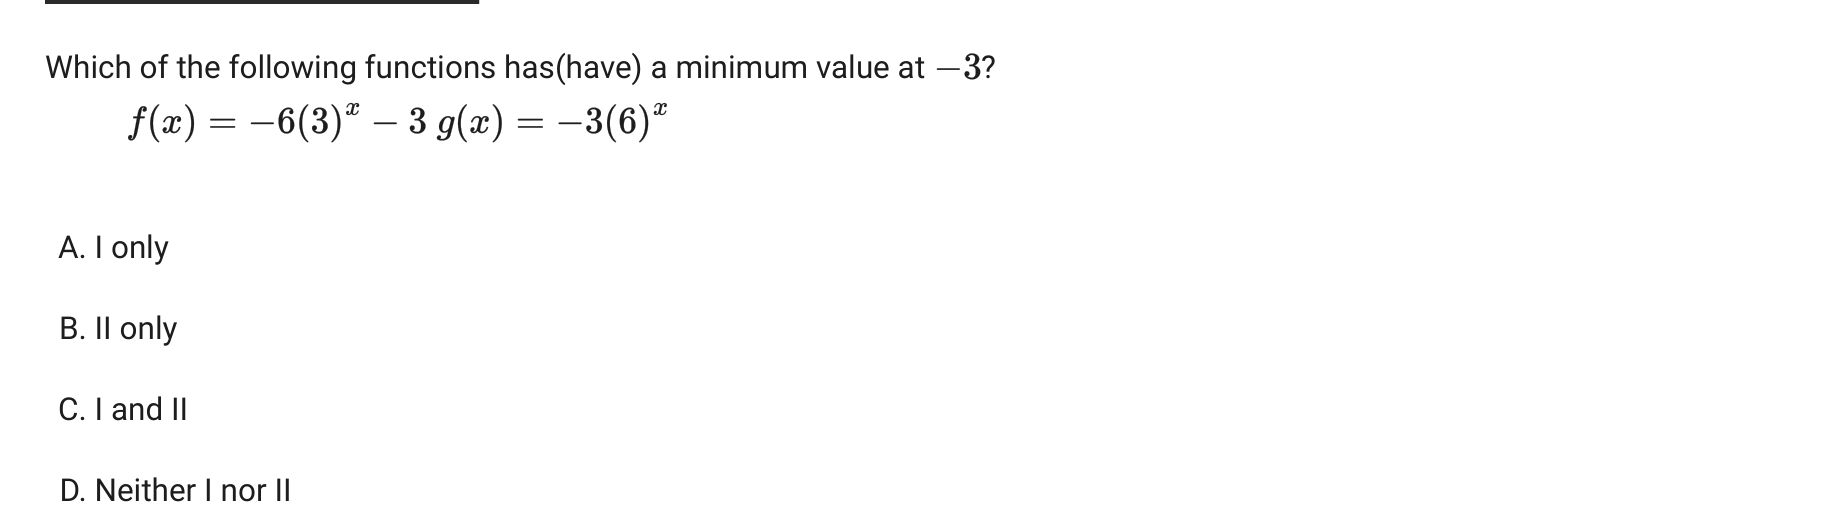 Which of the following functions has(have) a minimum value at −3?
f(x) = −6(3)^x − 3 g(x) = −3(6)^x
A. I only
B. II only
C. I and II
D. Neither I nor II